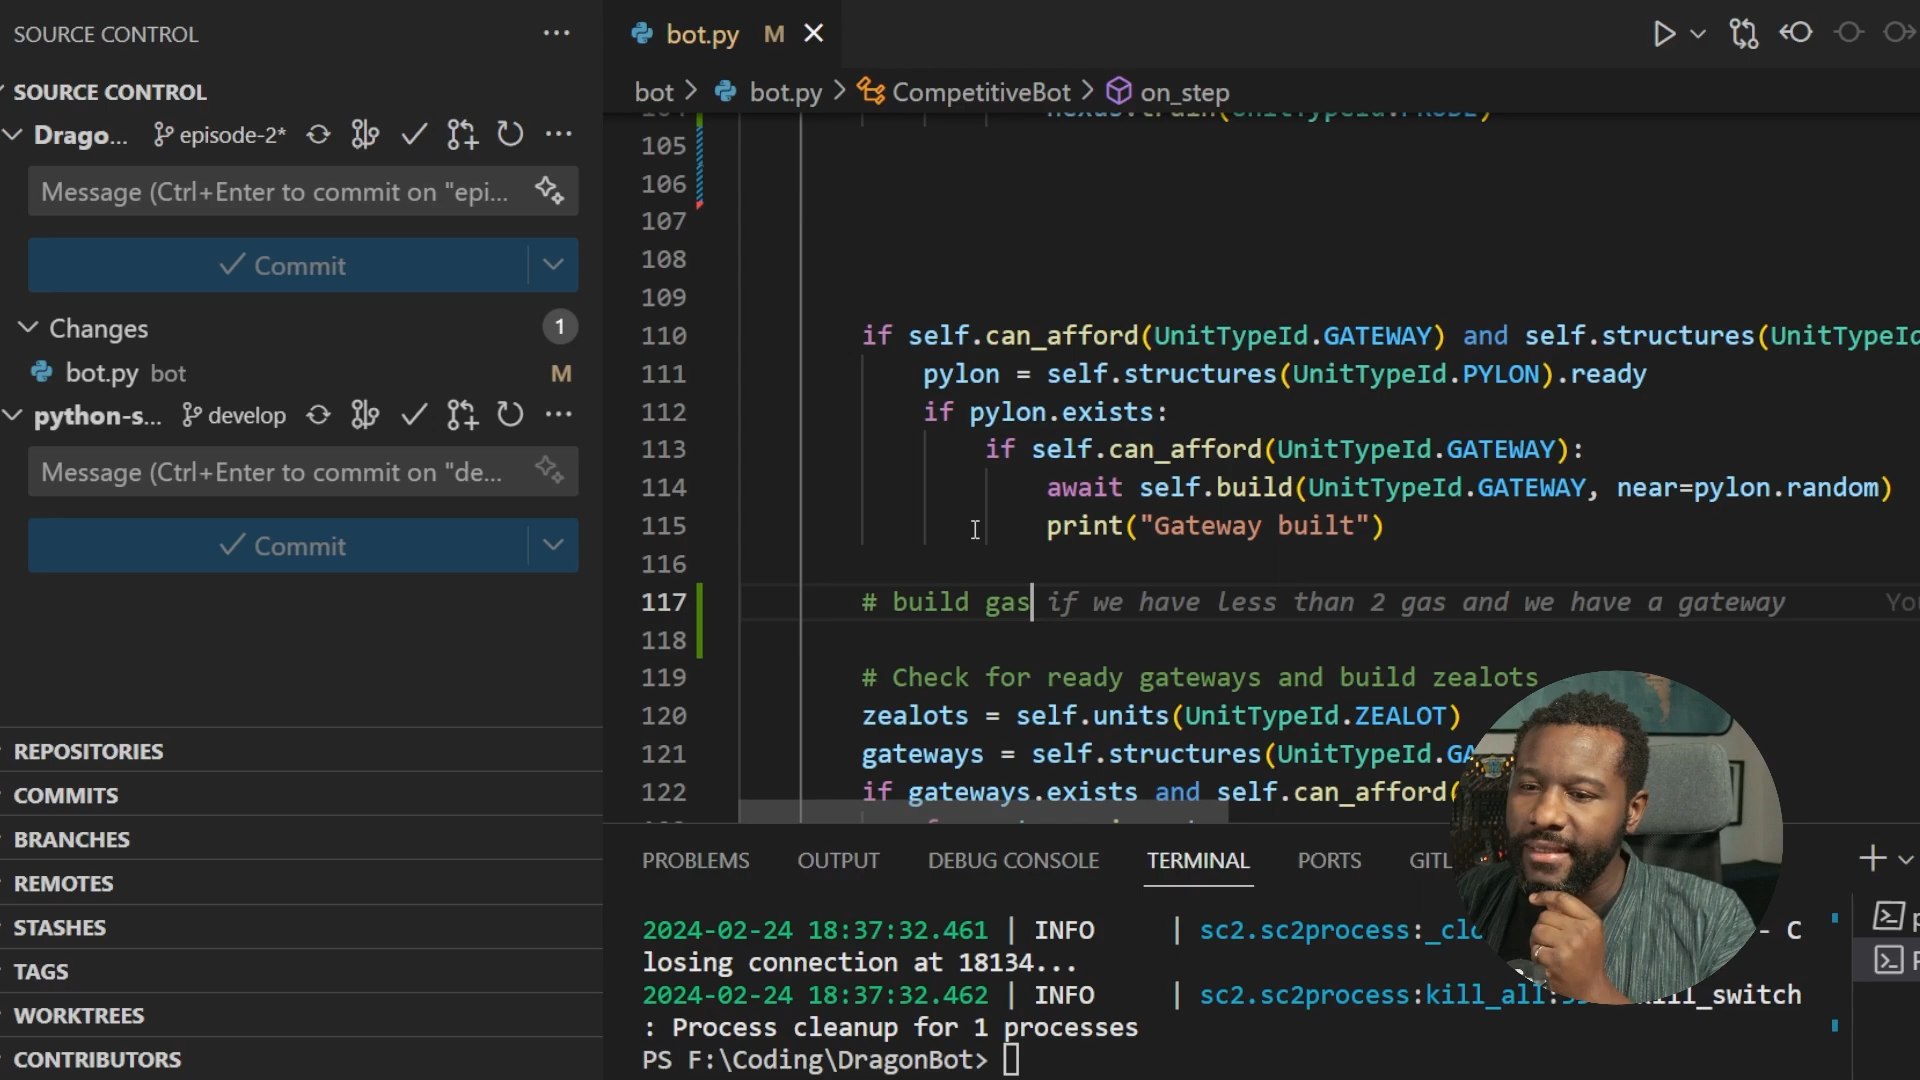 SOURCE CONTROL
SOURCE CONTROL
Drago... episode-2*
Message (Ctrl+Enter to commit on "epi...
Commit
Changes 1
bot.py bot M
python-s... develop
Message (Ctrl+Enter to commit on "de...
Commit
REPOSITORIES
COMMITS
BRANCHES
REMOTES
STASHES
TAGS
WORKTREES
CONTRIBUTORS
bot.py M
bot > bot.py > CompetitiveBot > on_step
105
106
107
108
109
110 if self.can_afford(UnitTypeId.GATEWAY) and self.structures(UnitTypeId
111 pylon = self.structures(UnitTypeId.PYLON).ready
112 if pylon.exists:
113 if self.can_afford(UnitTypeId.GATEWAY):
114 await self.build(UnitTypeId.GATEWAY, near=pylon.random)
115 print("Gateway built")
116
117 # build gas if we have less than 2 gas and we have a gateway
118
119 # Check for ready gateways and build zealots
120 zealots = self.units(UnitTypeId.ZEALOT)
121 gateways = self.structures(UnitTypeId.GA
122 if gateways.exists and self.can_afford(
PROBLEMS OUTPUT DEBUG CONSOLE TERMINAL PORTS GITL
2024-02-24 18:37:32.461 | INFO | sc2.sc2process:_clo - C
losing connection at 18134...
2024-02-24 18:37:32.462 | INFO | sc2.sc2process:kill_all: _switch
: Process cleanup for 1 processes
PS F:\Coding\DragonBot>